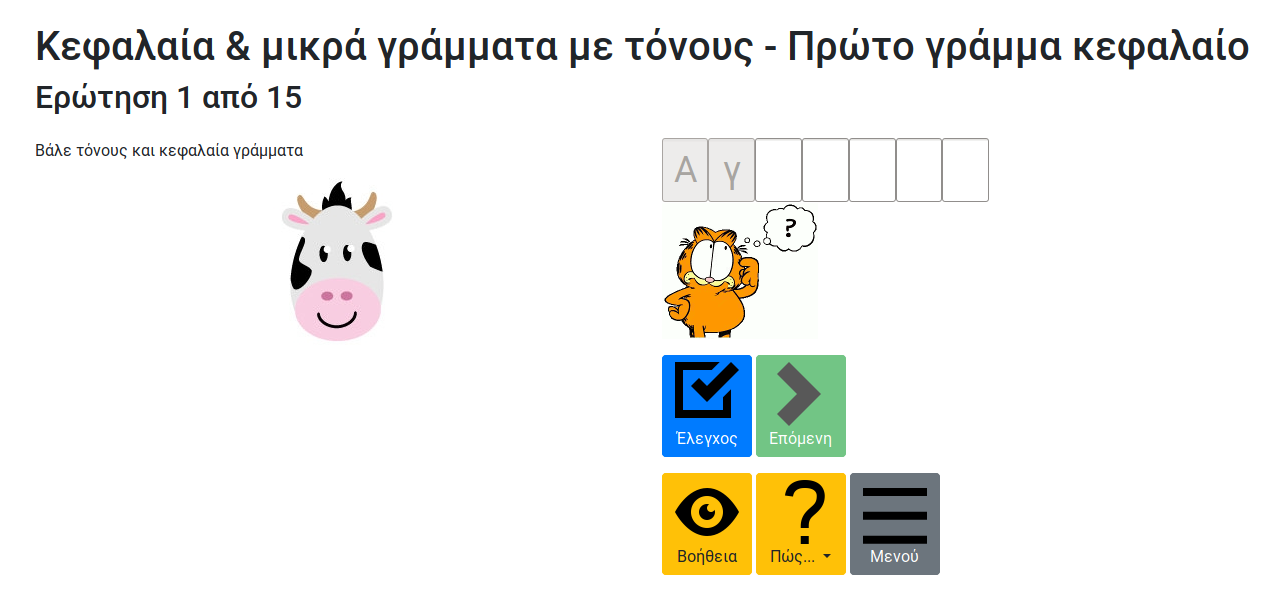 Κεφαλαία & μικρά γράμματα με τόνους - Πρώτο γράμμα κεφαλαίο
Ερώτηση 1 από 15
Βάλε τόνους και κεφαλαία γράμματα
Α γ
?
Έλεγχος Επόμενη
Βοήθεια Πώς... Μενού